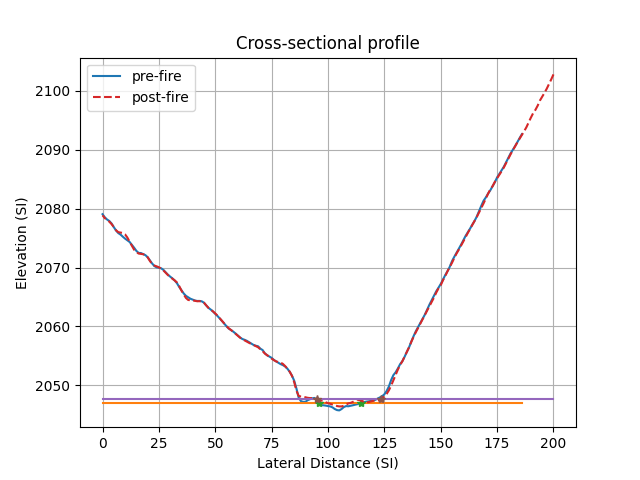 Cross-sectional profile
pre-fire
post-fire
Elevation (SI)
2100
2090
2080
2070
2060
2050
0 25 50 75 100 125 150 175 200
Lateral Distance (SI)